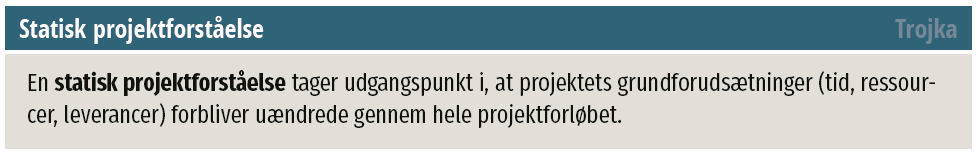 Statisk projektforståelse Trojka
En statisk projektforståelse tager udgangspunkt i, at projektets grundforudsætninger (tid, ressour-
cer, leverancer) forbliver uændrede gennem hele projektforløbet.